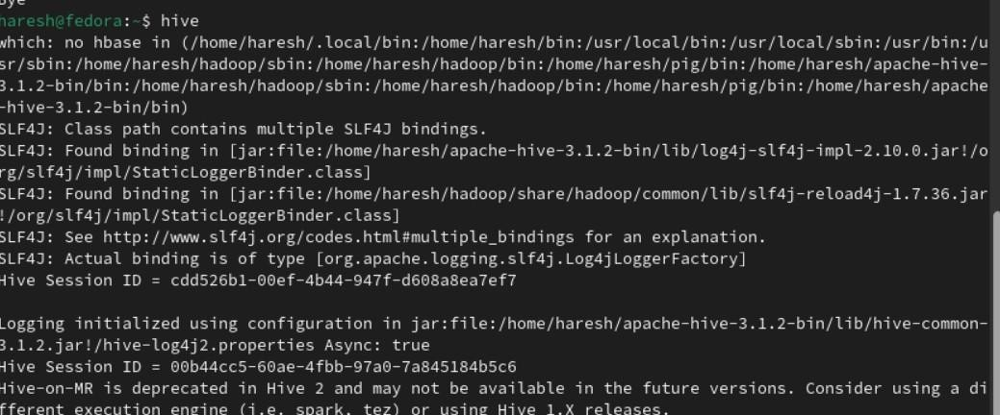 Bye
haresh@fedora:~$ hive
which: no hbase in (/home/haresh/.local/bin:/home/haresh/bin:/usr/local/bin:/usr/local/sbin:/usr/bin:/u
sr/sbin:/home/haresh/hadoop/sbin:/home/haresh/hadoop/bin:/home/haresh/pig/bin:/home/haresh/apache-hive-
3.1.2-bin/bin:/home/haresh/hadoop/sbin:/home/haresh/hadoop/bin:/home/haresh/pig/bin:/home/haresh/apache
-hive-3.1.2-bin/bin)
SLF4J: Class path contains multiple SLF4J bindings.
SLF4J: Found binding in [jar:file:/home/haresh/apache-hive-3.1.2-bin/lib/log4j-slf4j-impl-2.10.0.jar!/o
rg/slf4j/impl/StaticLoggerBinder.class]
SLF4J: Found binding in [jar:file:/home/haresh/hadoop/share/hadoop/common/lib/slf4j-reload4j-1.7.36.jar
!/org/slf4j/impl/StaticLoggerBinder.class]
SLF4J: See http://www.slf4j.org/codes.html#multiple_bindings for an explanation.
SLF4J: Actual binding is of type [org.apache.logging.slf4j.Log4jLoggerFactory]
Hive Session ID = cdd526b1-00ef-4b44-947f-d608a8ea7ef7
Logging initialized using configuration in jar:file:/home/haresh/apache-hive-3.1.2-bin/lib/hive-common-
3.1.2.jar!/hive-log4j2.properties Async: true
Hive Session ID = 00b44cc5-60ae-4fbb-97a0-7a845184b5c6
Hive-on-MR is deprecated in Hive 2 and may not be available in the future versions. Consider using a di
fferent execution engine (i.e. spark, tez) or using Hive 1.X releases.